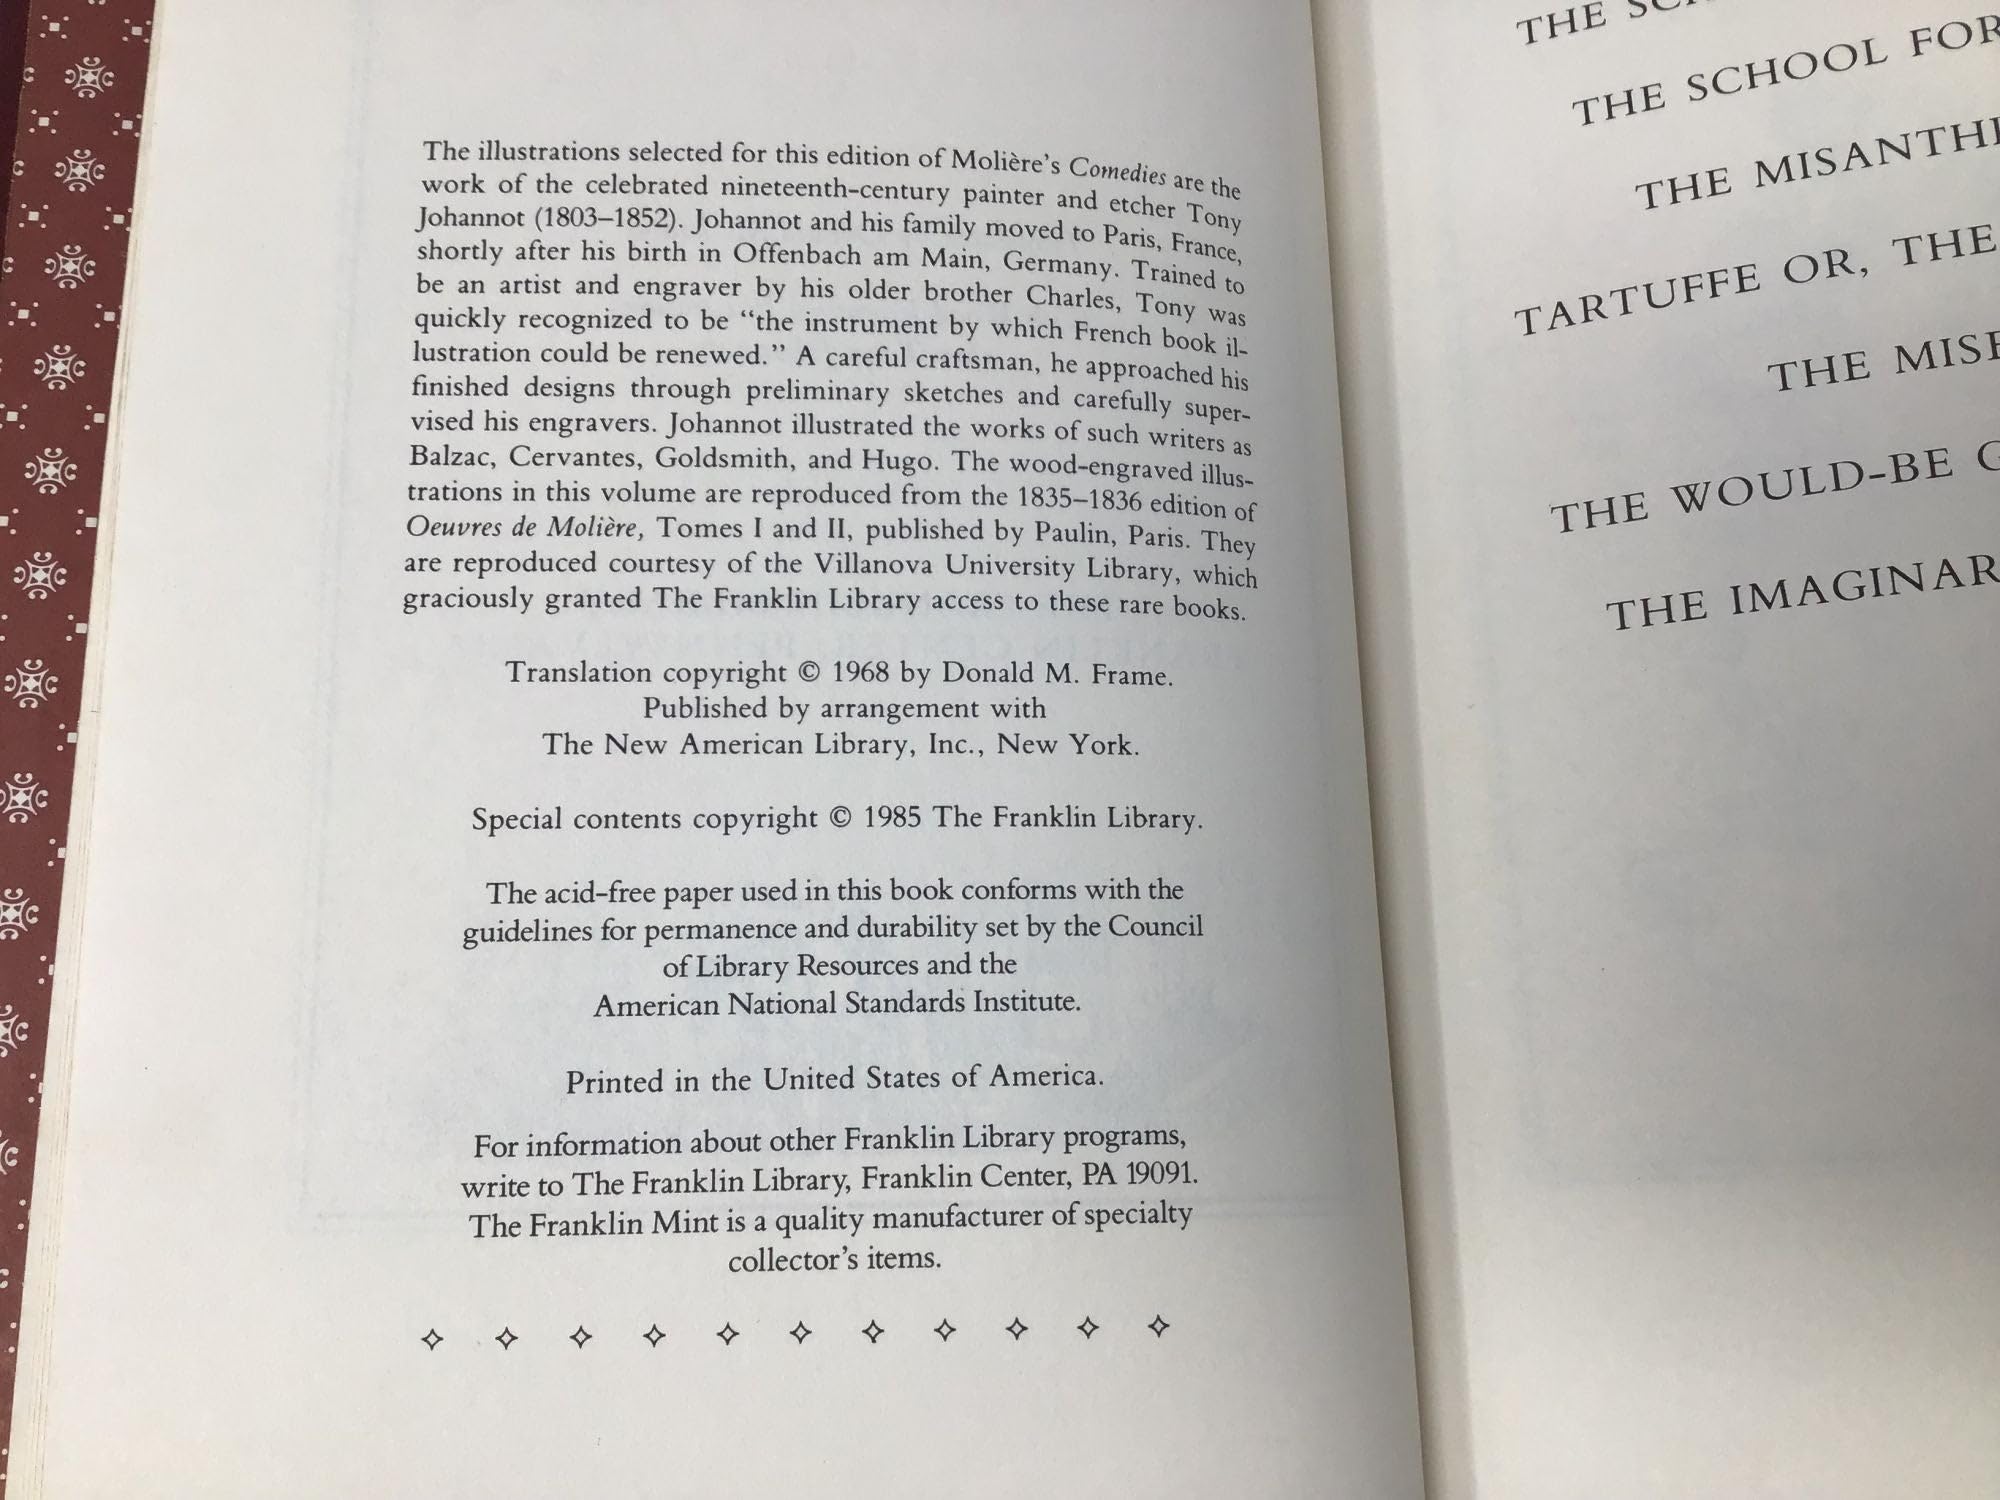 The illustrations selected for this edition of Molière's Comedies are the
work of the celebrated nineteenth-century painter and etcher Tony
Johannot (1803–1852). Johannot and his family moved to Paris, France,
shortly after his birth in Offenbach am Main, Germany. Trained to
be an artist and engraver by his older brother Charles, Tony was
quickly recognized to be "the instrument by which French book il-
lustration could be renewed." A careful craftsman, he approached his
finished designs through preliminary sketches and carefully super-
vised his engravers. Johannot illustrated the works of such writers as
Balzac, Cervantes, Goldsmith, and Hugo. The wood-engraved illus-
trations in this volume are reproduced from the 1835–1836 edition of
Oeuvres de Molière, Tomes I and II, published by Paulin, Paris. They
are reproduced courtesy of the Villanova University Library, which
graciously granted The Franklin Library access to these rare books.
Translation copyright © 1968 by Donald M. Frame.
Published by arrangement with
The New American Library, Inc., New York.
Special contents copyright © 1985 The Franklin Library.
The acid-free paper used in this book conforms with the
guidelines for permanence and durability set by the Council
of Library Resources and the
American National Standards Institute.
Printed in the United States of America.
For information about other Franklin Library programs,
write to The Franklin Library, Franklin Center, PA 19091.
The Franklin Mint is a quality manufacturer of specialty
collector's items.
THE
THE SCHOOL FOR
THE
TARTUFFE OR, THE
THE
THE WOULD-BE
THE